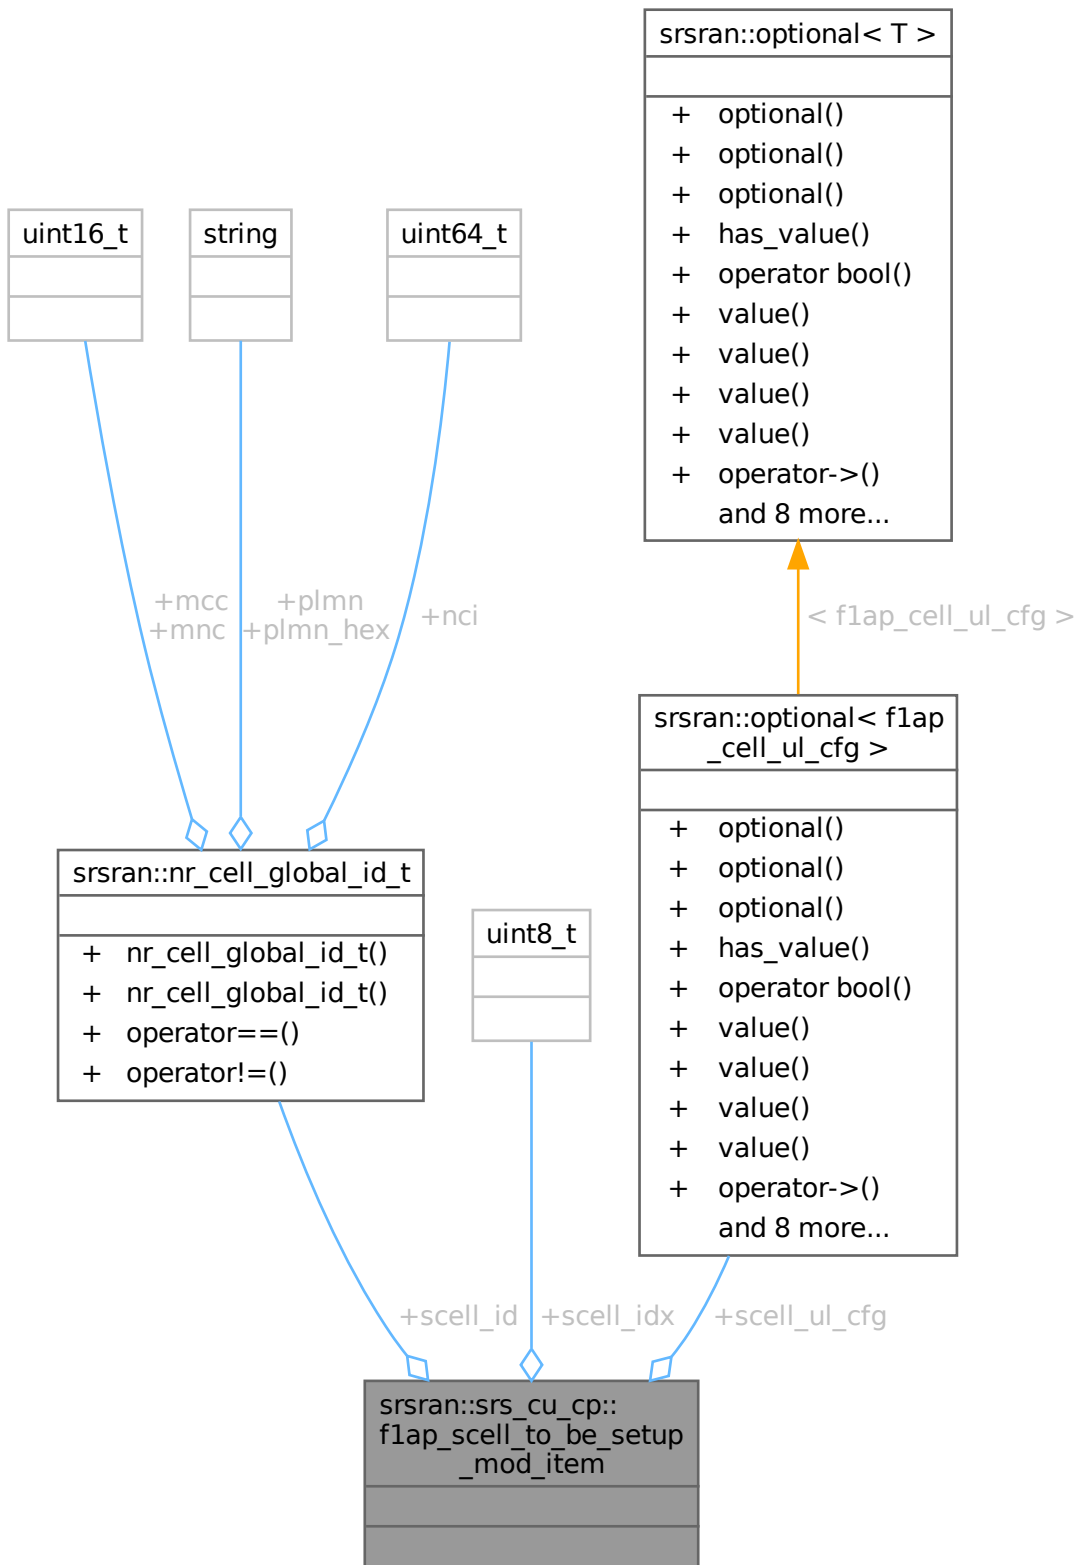 srsran::optional< T >
+ optional()
+ optional()
+ optional()
+ has_value()
+ operator bool()
+ value()
+ value()
+ value()
+ value()
+ operator->()
and 8 more...
uint16_t
string
uint64_t
+mcc
+mnc
+plmn
+plmn_hex
+nci
< f1ap_cell_ul_cfg >
srsran::optional< f1ap
_cell_ul_cfg >
+ optional()
+ optional()
+ optional()
+ has_value()
+ operator bool()
+ value()
+ value()
+ value()
+ value()
+ operator->()
and 8 more...
srsran::nr_cell_global_id_t
+ nr_cell_global_id_t()
+ nr_cell_global_id_t()
+ operator==()
+ operator!=()
uint8_t
+scell_id
+scell_idx
+scell_ul_cfg
srsran::srs_cu_cp::
f1ap_scell_to_be_setup
_mod_item